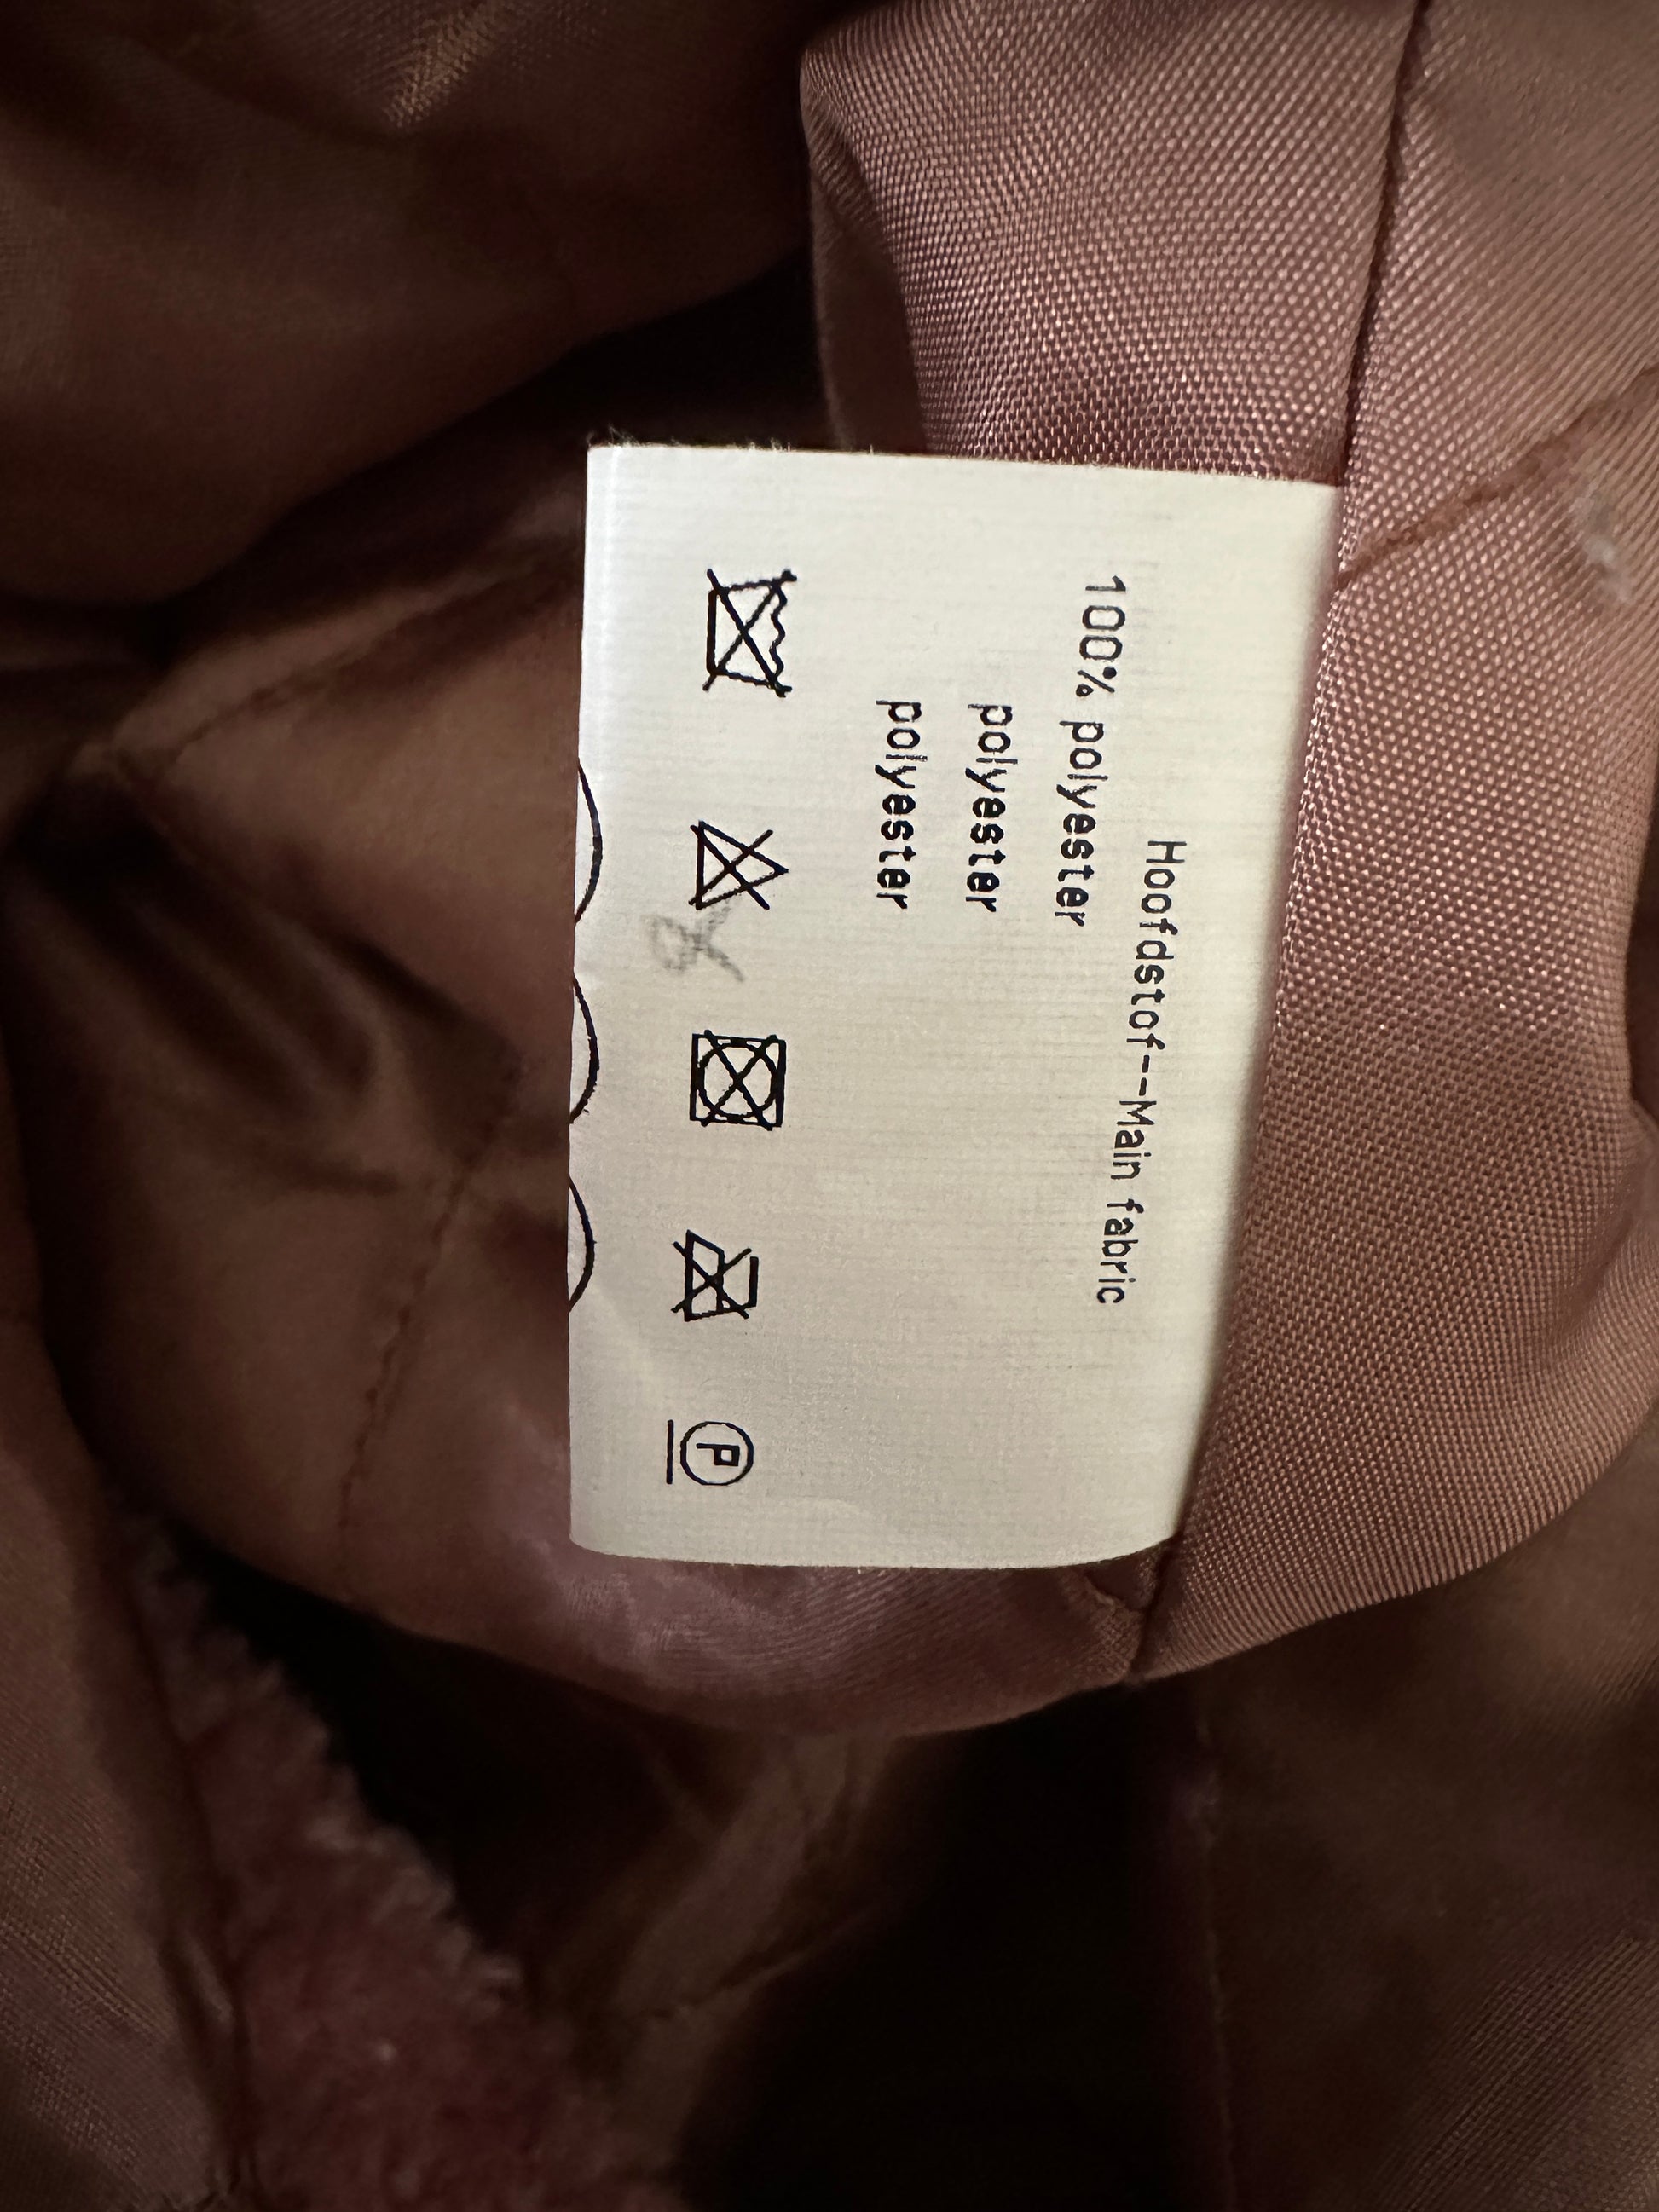 Hoofdstof--Main fabric
100% polyester
polyester
polyester
P